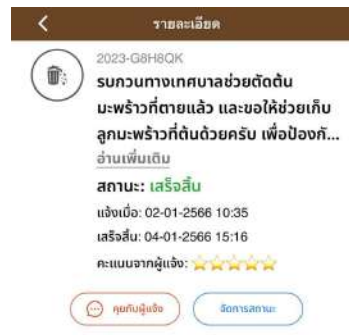 รายละเอียด
2023-G8H8QK
รบกวนทางเทศบาลช่วยตัดต้น
มะพร้าวที่ตายแล้ว และขอให้ช่วยเก็บ
ลูกมะพร้าวที่ต้นด้วยครับ เพื่อป้องกั...
อ่านเพิ่มเติม
สถานะ: เสร็จสิ้น
แจ้งเมื่อ: 02-01-2566 10:35
เสร็จสิ้น: 04-01-2566 15:16
คะแนนจากผู้แจ้ง:
คุยกับผู้แจ้ง
จัดการสถานะ